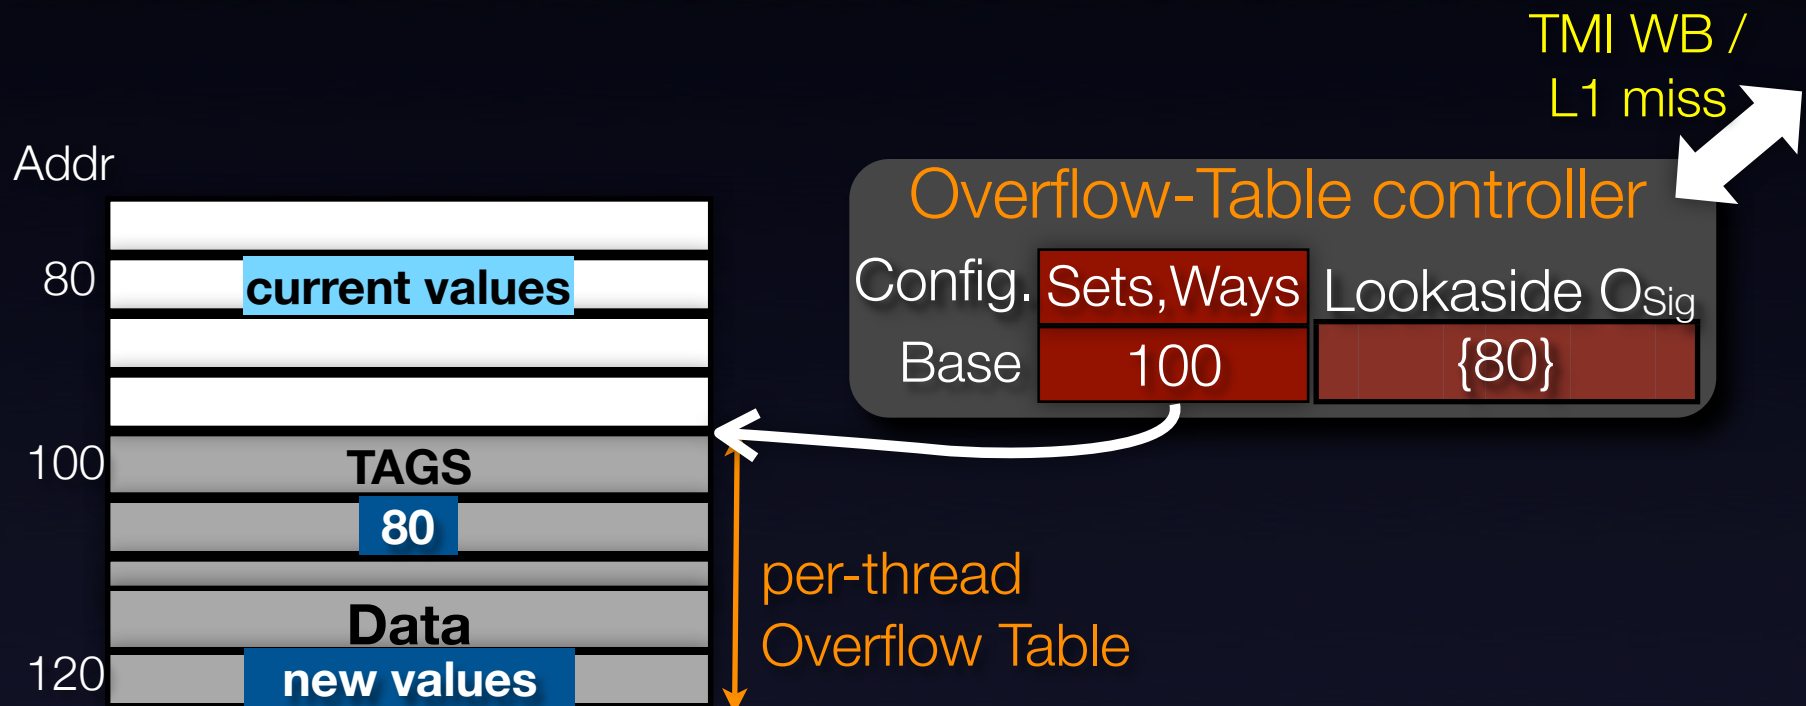 TMI WB /
L1 miss
Addr
Overflow-Table controller
80
current values
Config.
Sets,Ways
Lookaside OSig
Base
100
{80}
100
TAGS
80
per-thread
Overflow Table
Data
120
new values